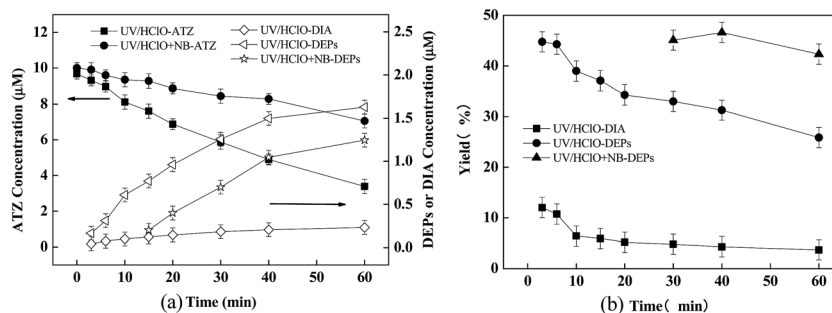 UV/HClO-ATZ
UV/HClO+NB-ATZ
UV/HClO-DIA
UV/HClO-DEPs
UV/HClO+NB-DEPs
12
10
8
6
4
2
0
ATZ Concentration (μM)
2.5
2.0
1.5
1.0
0.5
0.0
DEPs or DIA Concentration (μM)
0 10 20 30 40 50 60
(a) Time (min)
50
40
30
20
10
0
Yield( %)
UV/HClO-DIA
UV/HClO-DEPs
UV/HClO+NB-DEPs
0 10 20 30 40 50 60
(b) Time( min)